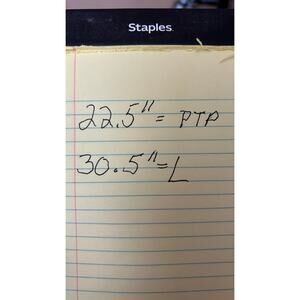 Staples
22.5" = PTP
30.5" = L